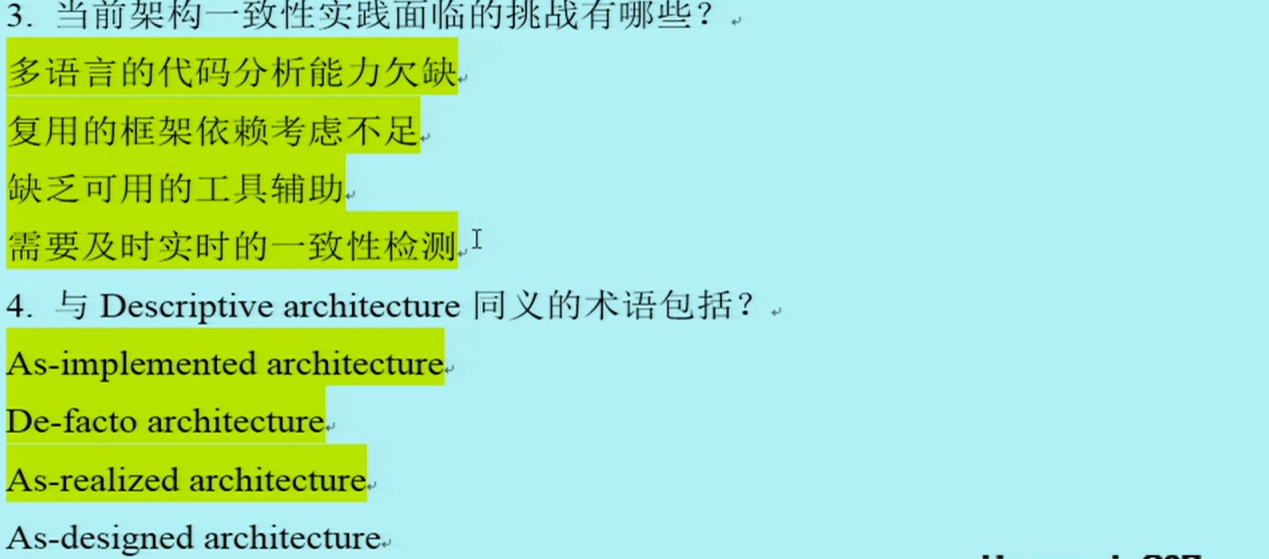 3. 当前架构一致性实践面临的挑战有哪些？
多语言的代码分析能力欠缺
复用的框架依赖考虑不足
缺乏可用的工具辅助
需要及时实时的一致性检测
4. 与 Descriptive architecture 同义的术语包括？
As-implemented architecture
De-facto architecture
As-realized architecture
As-designed architecture